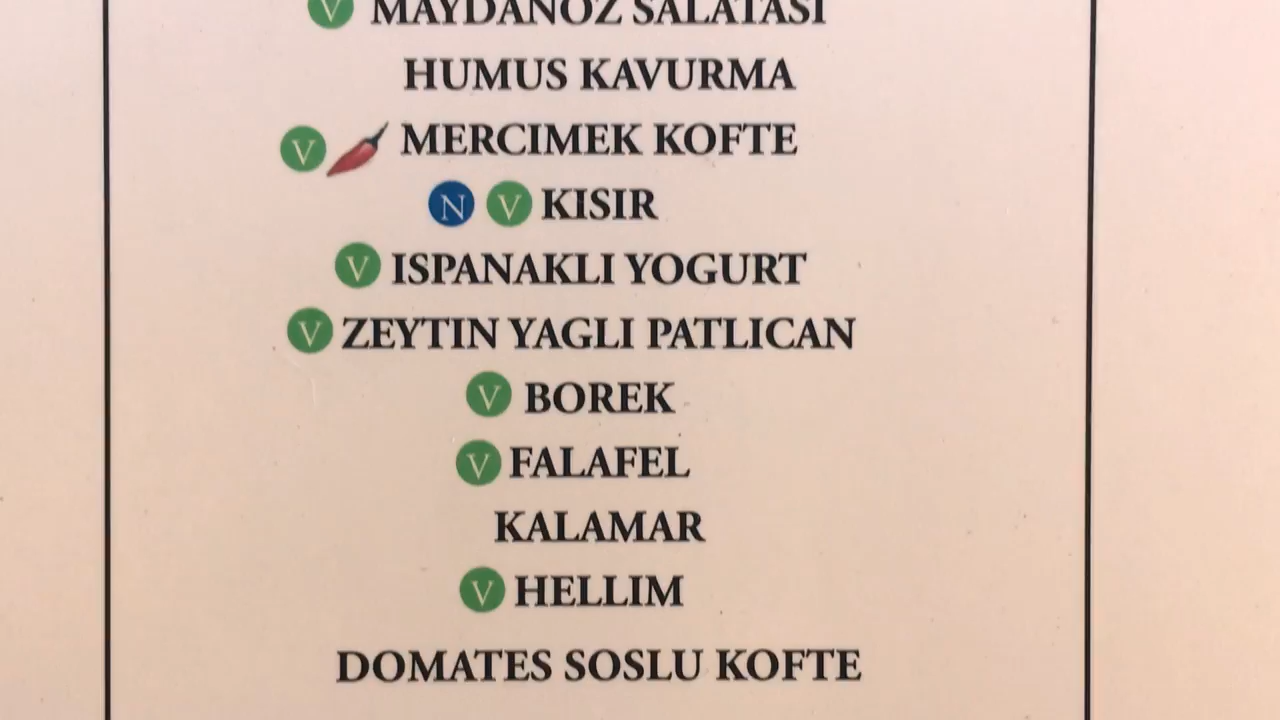 V MAYDANOZ SALATASI
HUMUS KAVURMA
V MERCIMEK KOFTE
N V KISIR
V ISPANAKLI YOGURT
V ZEYTIN YAGLI PATLICAN
V BOREK
V FALAFEL
KALAMAR
V HELLIM
DOMATES SOSLU KOFTE